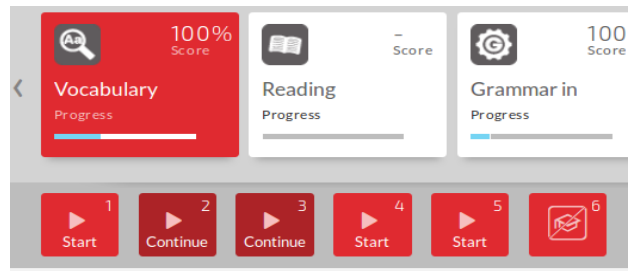 Aa
100%
Score
Vocabulary
Progress
-
Score
Reading
Progress
100
Score
Grammar in
Progress
1
Start
2
Continue
3
Continue
4
Start
5
Start
6